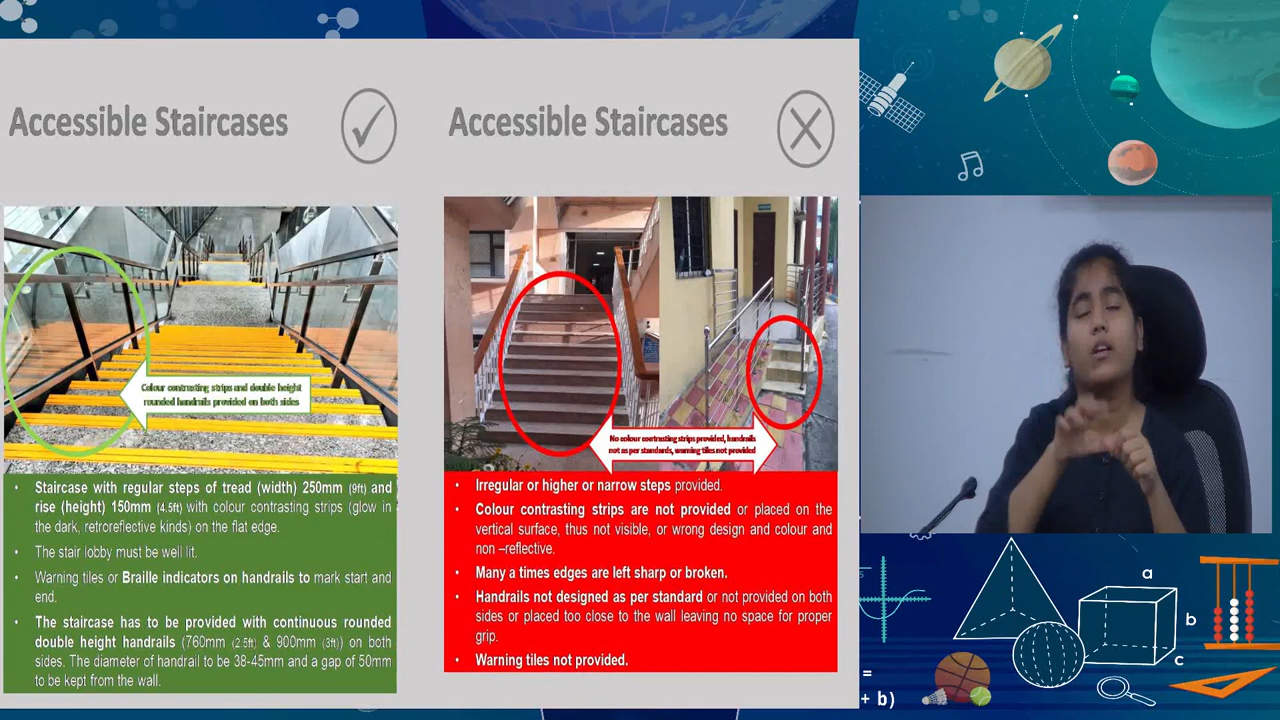 Accessible Staircases
Colour contrasting strips and double height
rounded handrails provided on both sides
• Staircase with regular steps of tread (width) 250mm (9ft) and
rise (height) 150mm (4.5ft) with colour contrasting strips (glow in
the dark, retroreflective kinds) on the flat edge.
• The stair lobby must be well lit.
• Warning tiles or Braille indicators on handrails to mark start and
end.
• The staircase has to be provided with continuous rounded
double height handrails (760mm (2.5ft) & 900mm (3ft)) on both
sides. The diameter of handrail to be 38-45mm and a gap of 50mm
to be kept from the wall.
Accessible Staircases
No colour contrasting strips provided, handrails
not as per standards, warning tiles not provided
• Irregular or higher or narrow steps provided.
• Colour contrasting strips are not provided or placed on the
vertical surface, thus not visible, or wrong design and colour and
non –reflective.
• Many a times edges are left sharp or broken.
• Handrails not designed as per standard or not provided on both
sides or placed too close to the wall leaving no space for proper
grip.
• Warning tiles not provided.
a
b
c
=
+ b)